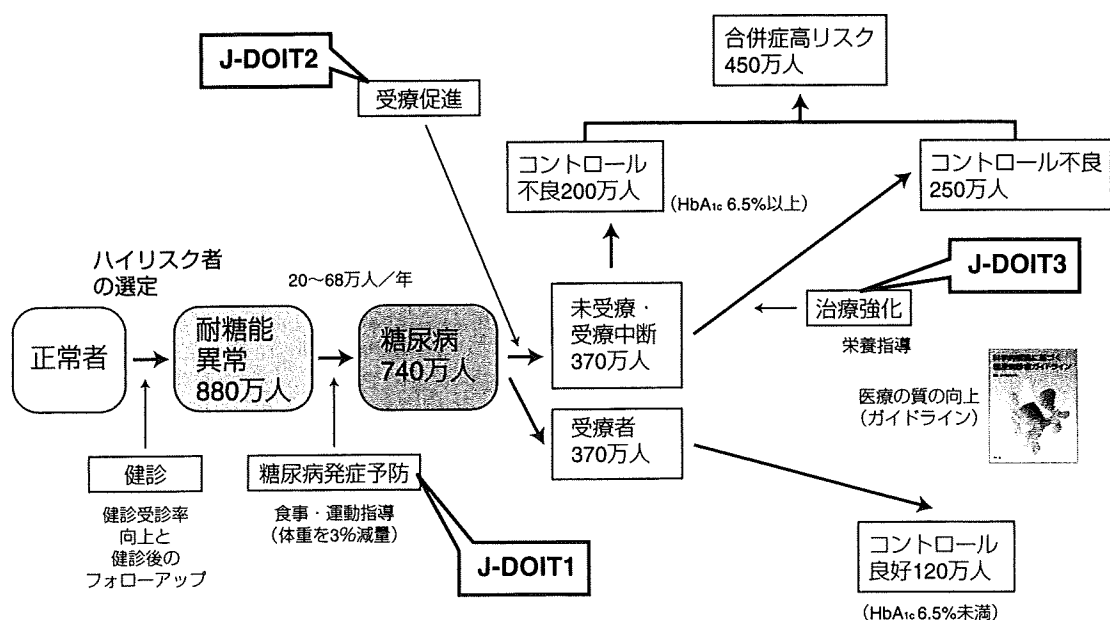 J-DOIT2
受療促進
合併症高リスク
450万人
コントロール
不良200万人
(HbA1c 6.5%以上)
コントロール不良
250万人
ハイリスク者
の選定
20〜68万人/年
J-DOIT3
正常者
耐糖能
異常
880万人
糖尿病
740万人
未受療・
受療中断
370万人
治療強化
栄養指導
医療の質の向上
(ガイドライン)
受療者
370万人
健診
健診受診率
向上と
健診後の
フォローアップ
糖尿病発症予防
食事・運動指導
(体重を3%減量)
J-DOIT1
コントロール
良好120万人
(HbA1c 6.5%未満)